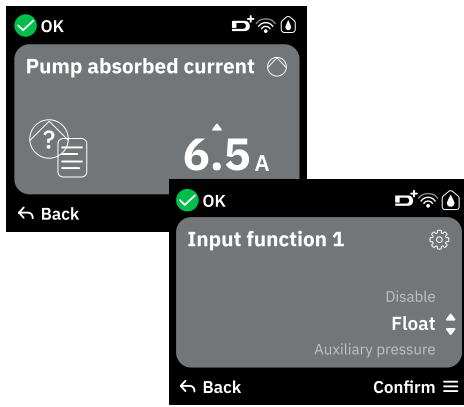 OK
D+
Pump absorbed current
?
6.5 A
Back
OK
D+
Input function 1
Disable
Float
Auxiliary pressure
Back Confirm